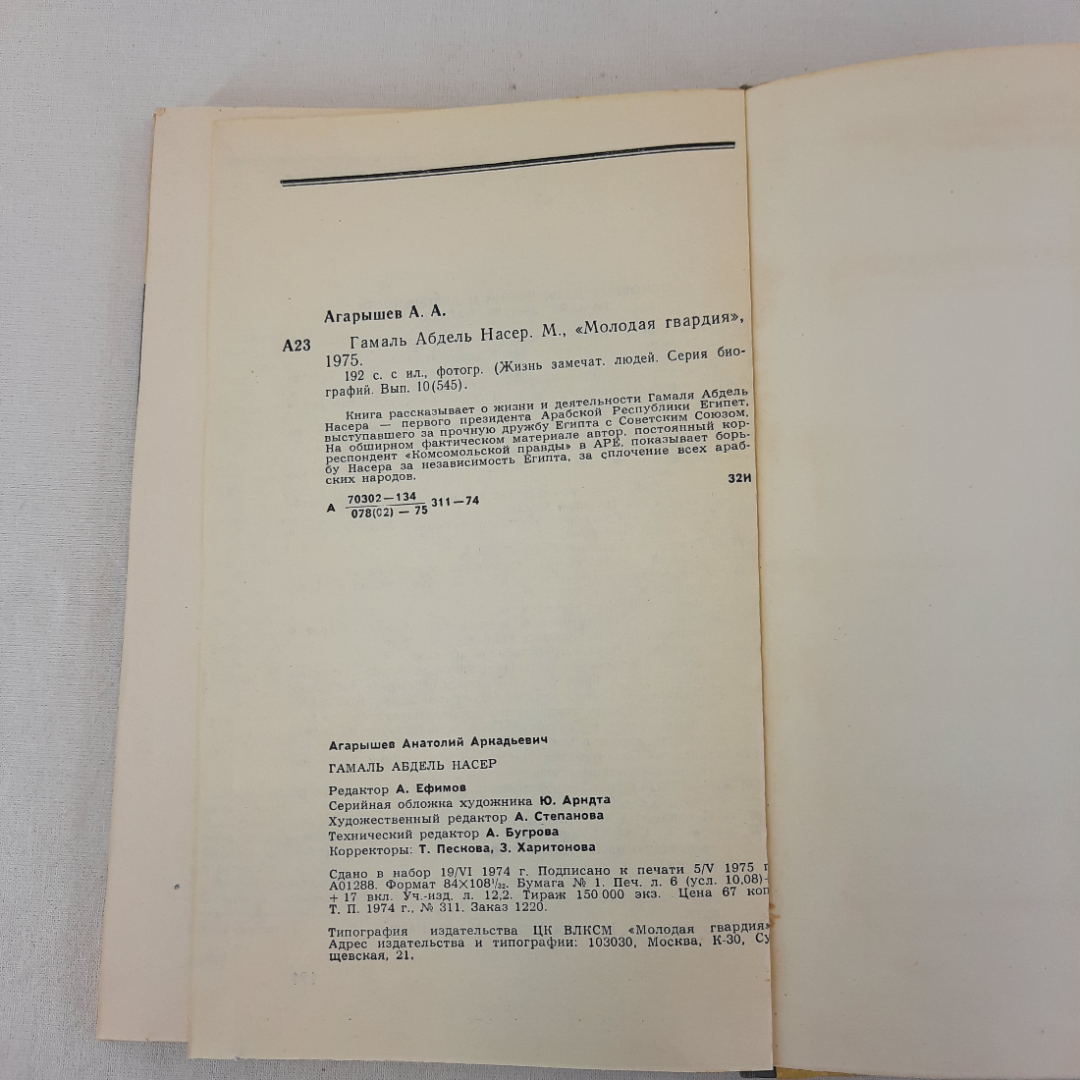 Агарышев А. А.
А23 Гамаль Абдель Насер. М., «Молодая гвардия»,
1975.
192 с. с ил., фотогр. (Жизнь замечат. людей. Серия био-
графий. Вып. 10(545).
Книга рассказывает о жизни и деятельности Гамаля Абдель
Насера — первого президента Арабской Республики Египет,
выступавшего за прочную дружбу Египта с Советским Союзом.
На обширном фактическом материале автор, постоянный кор-
респондент «Комсомольской правды» в АРЕ, показывает борь-
бу Насера за независимость Египта, за сплочение всех араб-
ских народов.
32И
А 70302—134
078(02) — 75 311—74
Агарышев Анатолий Аркадьевич
ГАМАЛЬ АБДЕЛЬ НАСЕР
Редактор А. Ефимов
Серийная обложка художника Ю. Арндта
Художественный редактор А. Степанова
Технический редактор А. Бугрова
Корректоры: Т. Пескова, З. Харитонова
Сдано в набор 19/VI 1974 г. Подписано к печати 5/V 1975 г
А01288. Формат 84×108¹/₃₂. Бумага № 1. Печ. л. 6 (усл. 10,08)+
+ 17 вкл. Уч.-изд. л. 12,2. Тираж 150 000 экз. Цена 67 коп
Т. П. 1974 г., № 311. Заказ 1220.
Типография издательства ЦК ВЛКСМ «Молодая гвардия»
Адрес издательства и типографии: 103030, Москва, К-30, Су
щевская, 21.